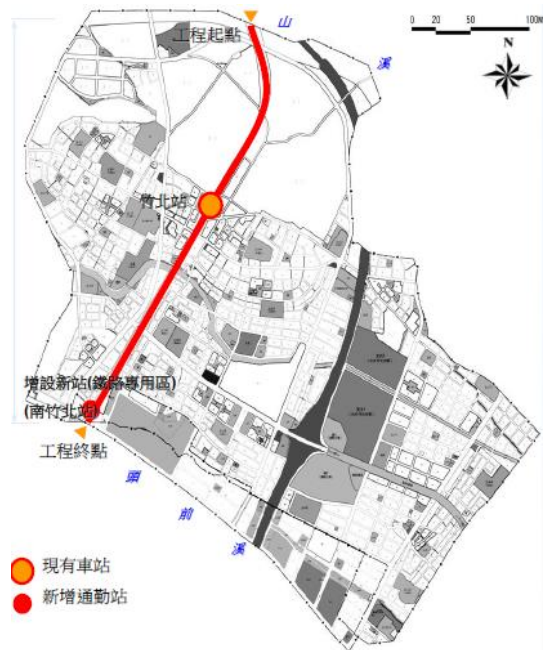 0 20 50 100M
N
工程起點
山
溪
竹北站
增設新站(鐵路專用區)
(南竹北站)
工程終點
頭
前
溪
現有車站
新增通勤站